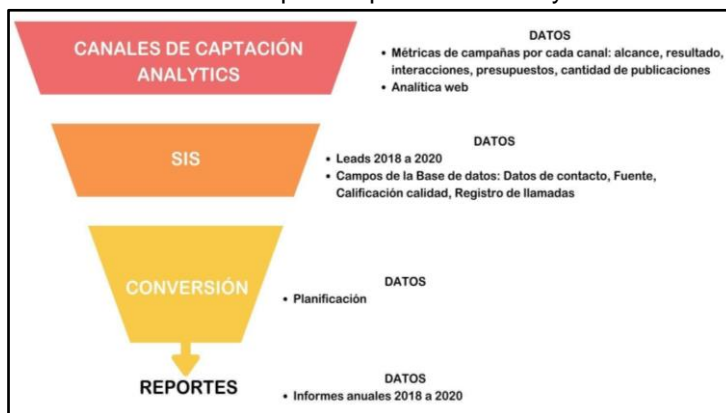 CANALES DE CAPTACIÓN
ANALYTICS
DATOS
• Métricas de campañas por cada canal: alcance, resultado,
interacciones, presupuestos, cantidad de publicaciones
• Analítica web
SIS
DATOS
• Leads 2018 a 2020
• Campos de la Base de datos: Datos de contacto, Fuente,
Calificación calidad, Registro de llamadas
CONVERSIÓN
DATOS
• Planificación
REPORTES
DATOS
• Informes anuales 2018 a 2020